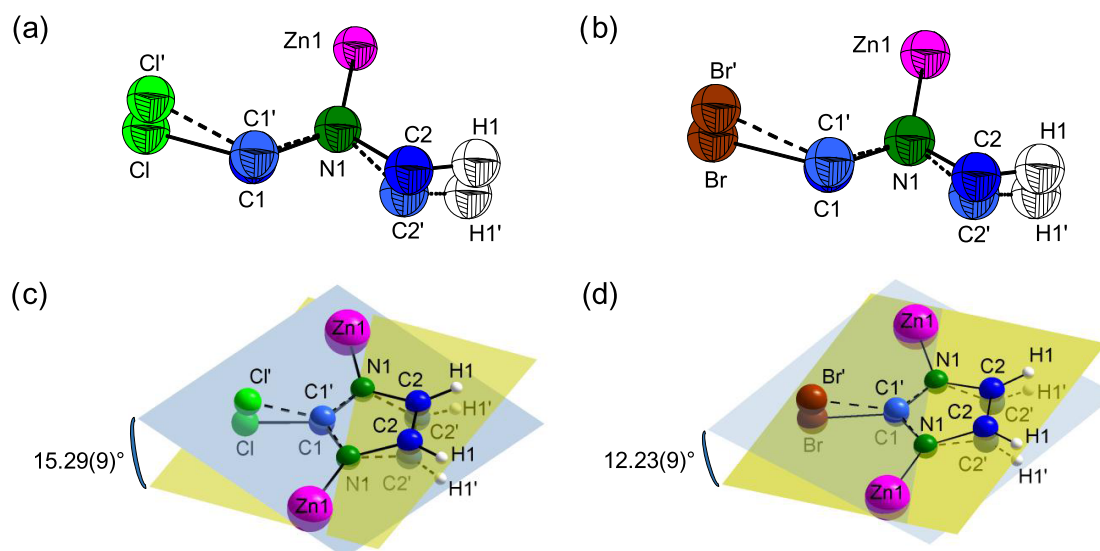 (a)
Zn1
Cl'
C1'
C2
H1
Cl
C1
N1
C2'
H1'
(b)
Zn1
Br'
C1'
C2
H1
Br
C1
N1
C2'
H1'
(c)
Zn1
N1
Cl'
C1'
C2
H1
H1'
Cl
C1
C2
C2'
N1
C2'
H1
H1'
Zn1
15.29(9)°
(d)
Zn1
N1
Br'
C1'
C2
H1
H1'
Br
C1
N1
C2
C2'
H1
C2'
H1'
Zn1
12.23(9)°